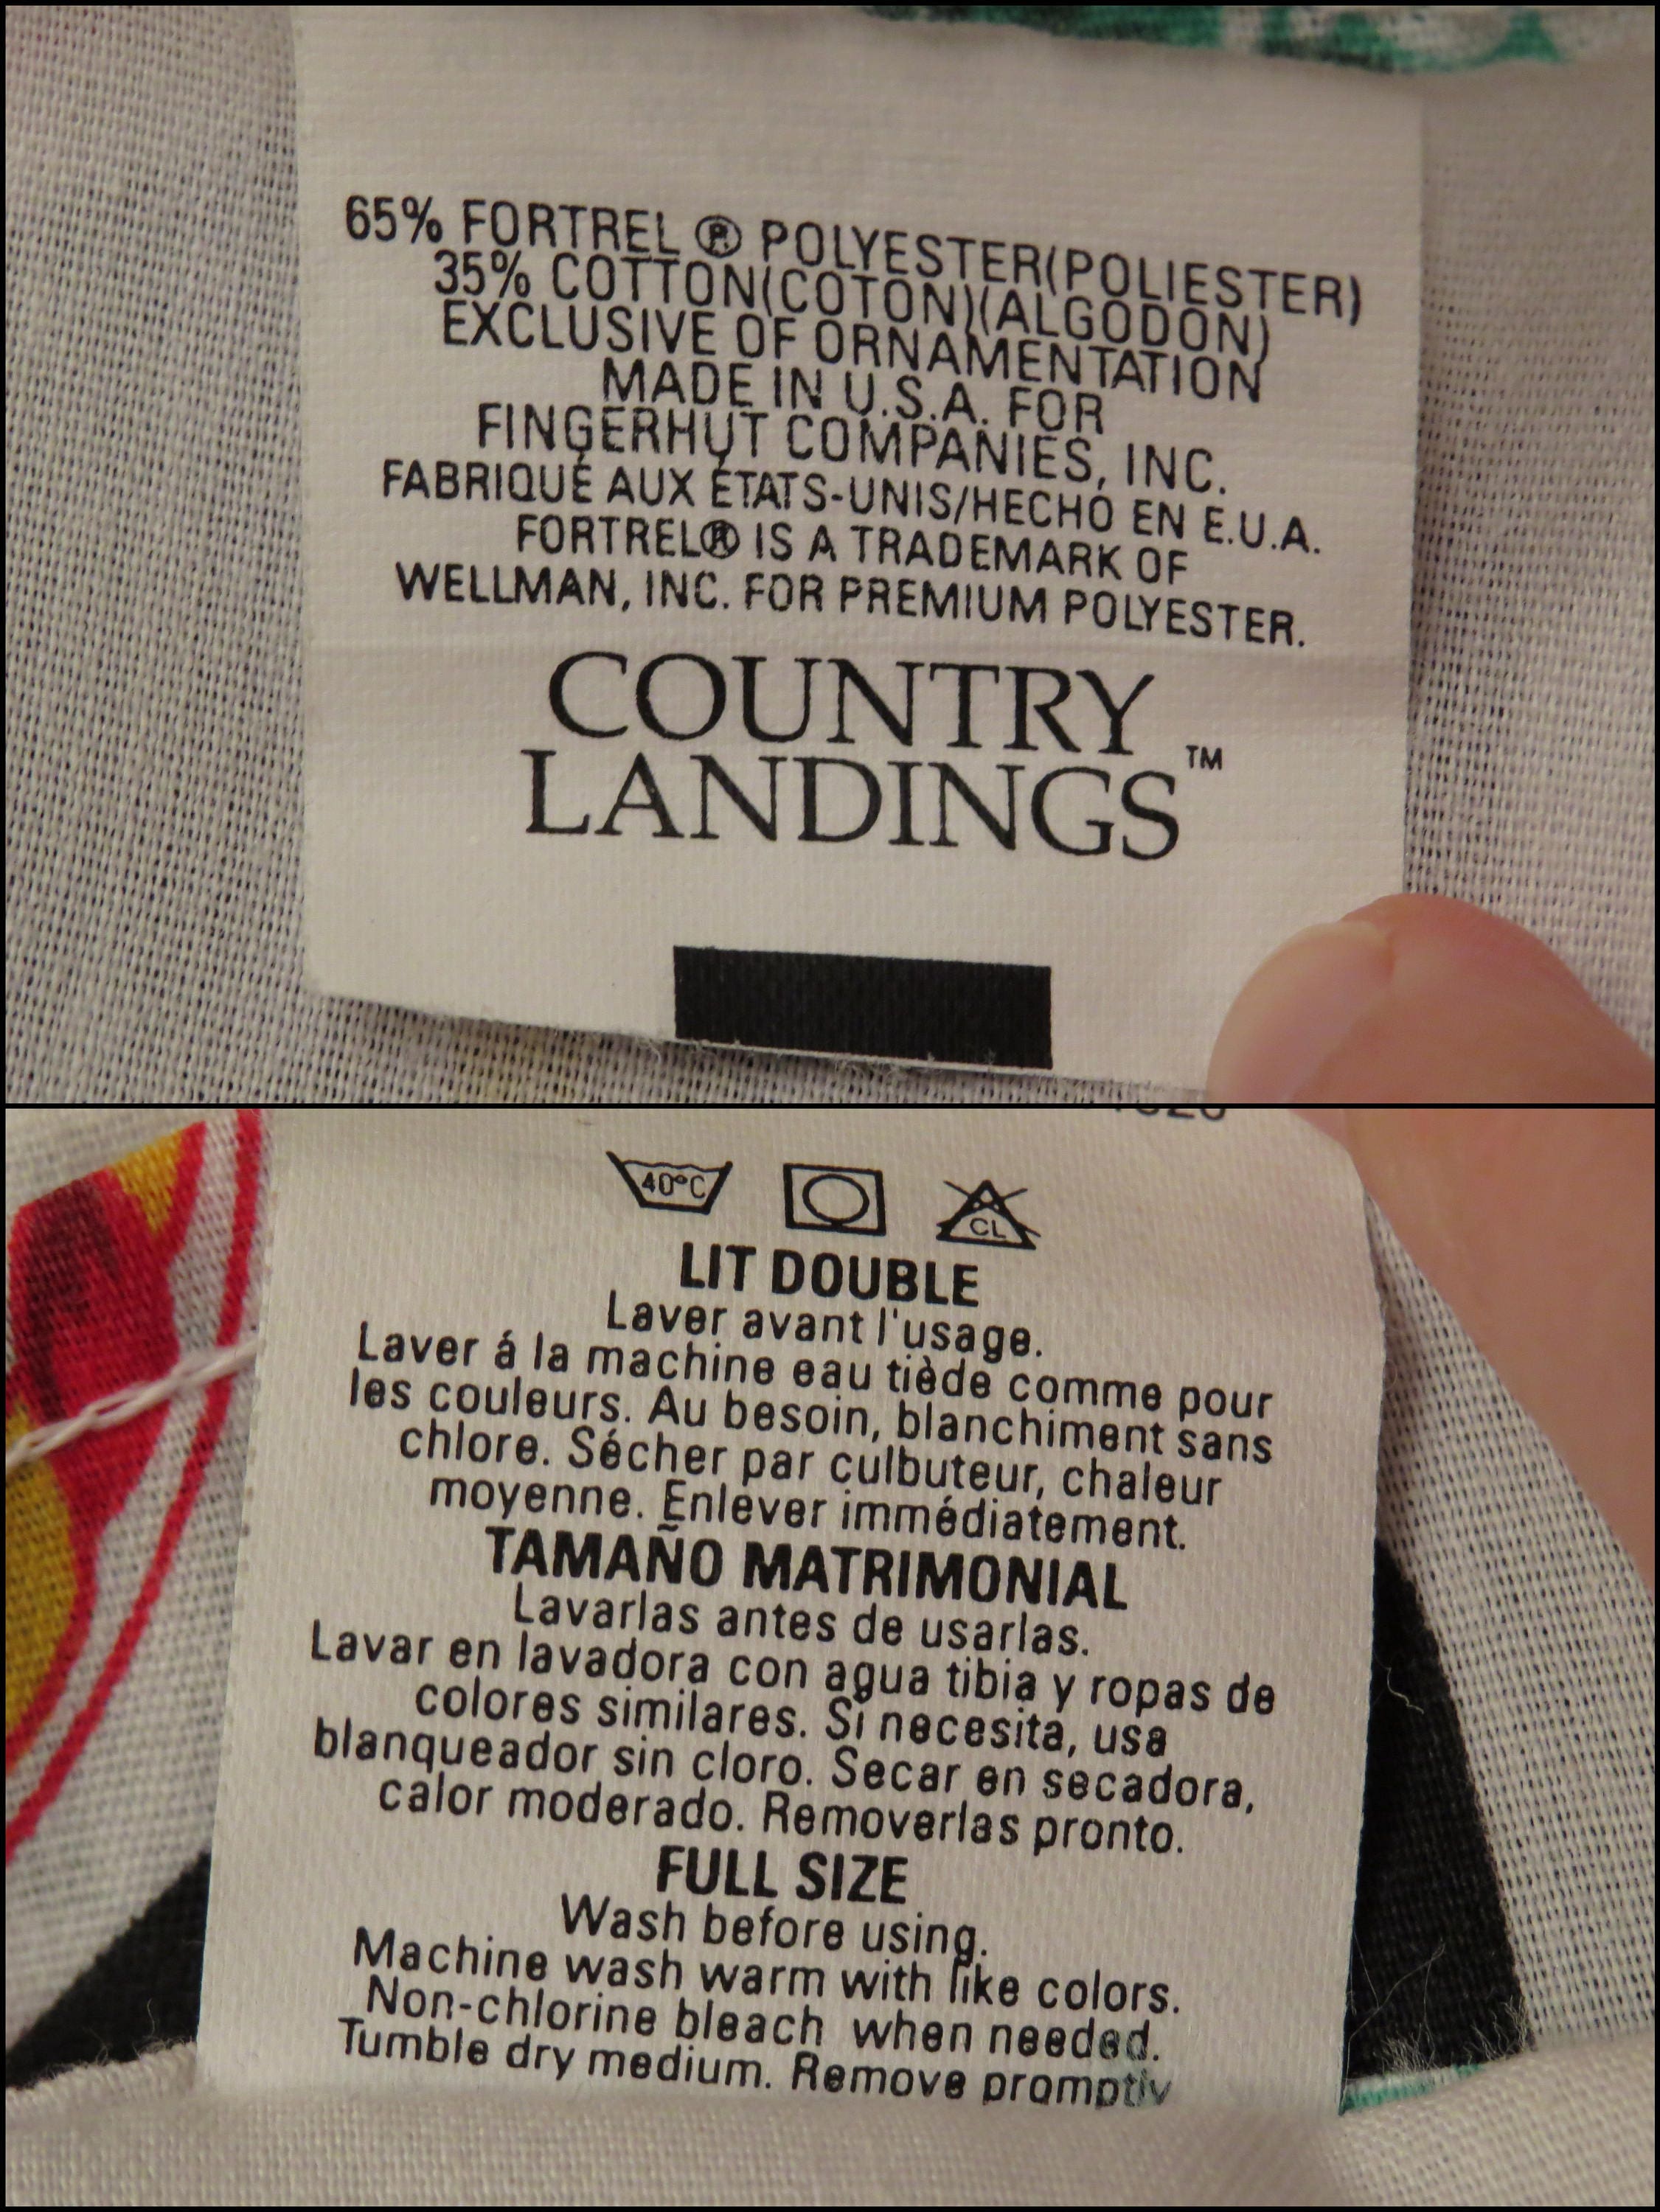 65% FORTREL ® POLYESTER(POLIESTER)
35% COTTON(COTON)(ALGODON)
EXCLUSIVE OF ORNAMENTATION
MADE IN U.S.A. FOR
FINGERHUT COMPANIES, INC.
FABRIQUÉ AUX ÉTATS-UNIS/HECHO EN E.U.A.
FORTREL® IS A TRADEMARK OF
WELLMAN, INC. FOR PREMIUM POLYESTER.
COUNTRY
LANDINGS™
40°C CL
LIT DOUBLE
Laver avant l'usage.
Laver á la machine eau tiède comme pour
les couleurs. Au besoin, blanchiment sans
chlore. Sécher par culbuteur, chaleur
moyenne. Enlever immédiatement.
TAMAÑO MATRIMONIAL
Lavarlas antes de usarlas.
Lavar en lavadora con agua tibia y ropas de
colores similares. Si necesita, usa
blanqueador sin cloro. Secar en secadora,
calor moderado. Removerlas pronto.
FULL SIZE
Wash before using.
Machine wash warm with like colors.
Non-chlorine bleach when needed.
Tumble dry medium. Remove promptly